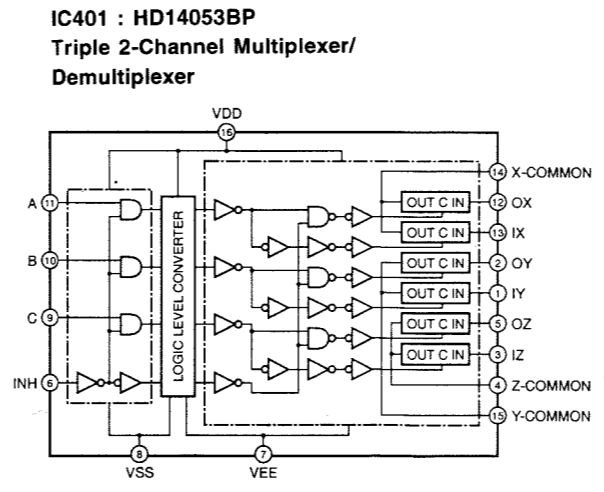 IC401 : HD14053BP
Triple 2-Channel Multiplexer/
Demultiplexer
VDD
16
A 11
B 10
C 9
INH 6
LOGIC LEVEL CONVERTER
OUT C IN
14 X-COMMON
12 OX
OUT C IN
13 IX
OUT C IN
2 OY
OUT C IN
1 IY
OUT C IN
5 OZ
OUT C IN
3 IZ
4 Z-COMMON
15 Y-COMMON
8
VSS
7
VEE